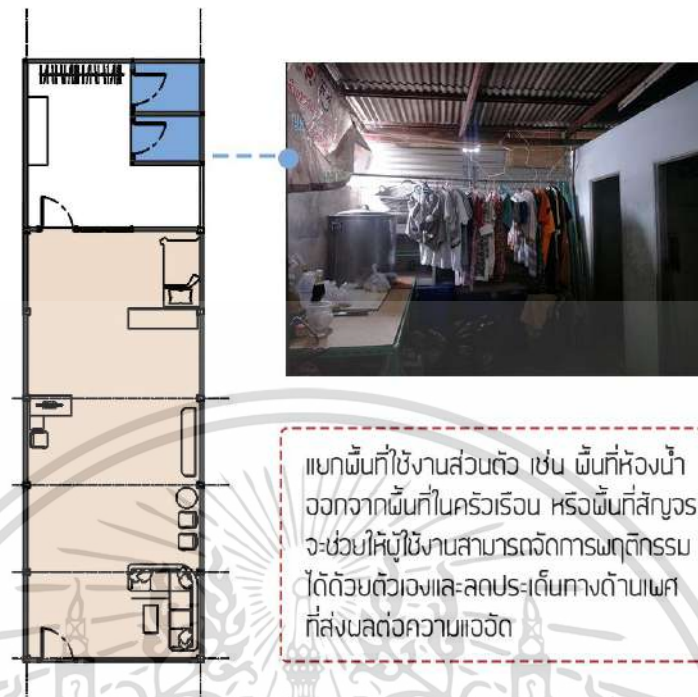 แยกพื้นที่ใช้งานส่วนตัว เช่น พื้นที่ห้องน้ำ
ออกจากพื้นที่ในครัวเรือน หรือพื้นที่สัญจร
จะช่วยให้ผู้ใช้งานสามารถจัดการพฤติกรรม
ได้ด้วยตัวเองและลดประเด็นทางด้านเพศ
ที่ส่งผลต่อความแออัด